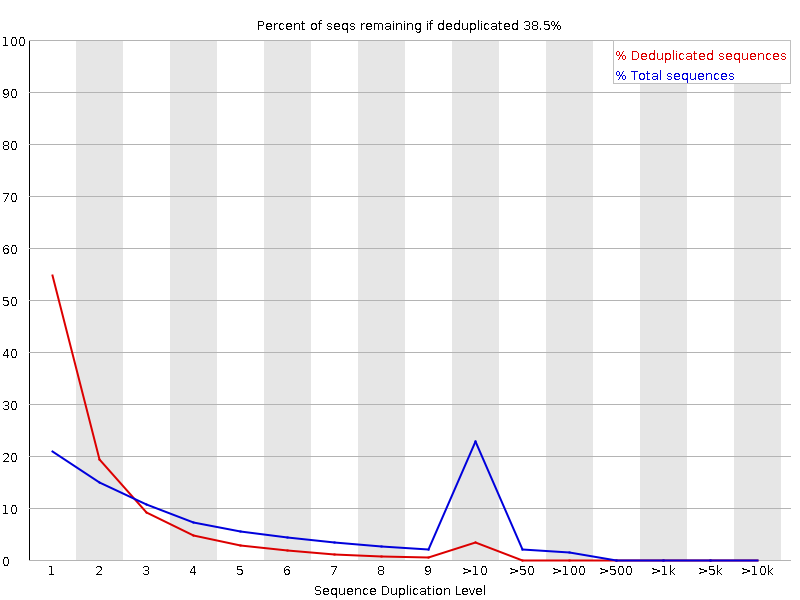 Percent of seqs remaining if deduplicated 38.5%
% Deduplicated sequences
% Total sequences
100
90
80
70
60
50
40
30
20
10
0
1 2 3 4 5 6 7 8 9 >10 >50 >100 >500 >1k >5k >10k
Sequence Duplication Level